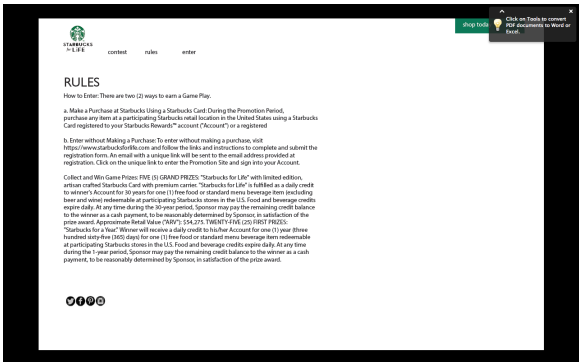 shop toda
Click on Tools to convert
PDF documents to Word or
Excel.
STARBUCKS
for LIFE
contest rules enter
RULES
How to Enter: There are two (2) ways to earn a Game Play.
a. Make a Purchase at Starbucks Using a Starbucks Card: During the Promotion Period,
purchase any item at a participating Starbucks retail location in the United States using a Starbucks
Card registered to your Starbucks Rewards™ account ("Account") or a registered
b. Enter without Making a Purchase: To enter without making a purchase, visit
https://www.starbucksforlife.com and follow the links and instructions to complete and submit the
registration form. An email with a unique link will be sent to the email address provided at
registration. Click on the unique link to enter the Promotion Site and sign into your Account.
Collect and Win Game Prizes: FIVE (5) GRAND PRIZES: "Starbucks for Life" with limited edition,
artisan crafted Starbucks Card with premium carrier. "Starbucks for Life" is fulfilled as a daily credit
to winner's Account for 30 years for one (1) free food or standard menu beverage item (excluding
beer and wine) redeemable at participating Starbucks stores in the U.S. Food and beverage credits
expire daily. At any time during the 30-year period, Sponsor may pay the remaining credit balance
to the winner as a cash payment, to be reasonably determined by Sponsor, in satisfaction of the
prize award. Approximate Retail Value ("ARV"): $54,275. TWENTY-FIVE (25) FIRST PRIZES:
"Starbucks for a Year." Winner will receive a daily credit to his/her Account for one (1) year (three
hundred sixty-five (365) days) for one (1) free food or standard menu beverage item redeemable
at participating Starbucks stores in the U.S. Food and beverage credits expire daily. At any time
during the 1-year period, Sponsor may pay the remaining credit balance to the winner as a cash
payment, to be reasonably determined by Sponsor, in satisfaction of the prize award.